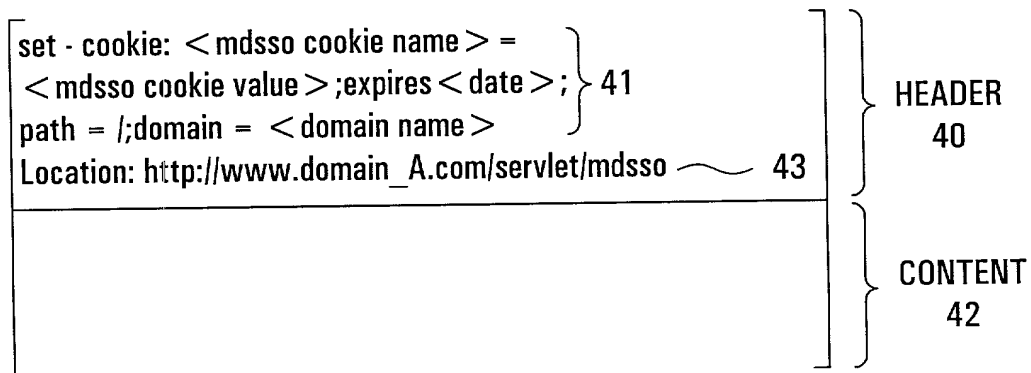 set - cookie: < mdsso cookie name > =
< mdsso cookie value > ;expires < date > ;
path = /;domain = < domain name >
41
Location: http://www.domain_A.com/servlet/mdsso
43
HEADER
40
CONTENT
42